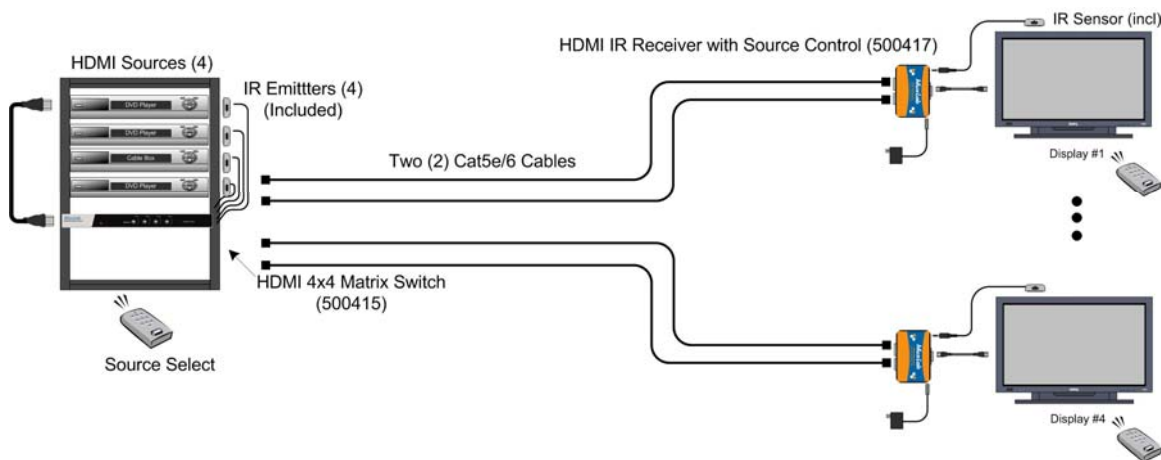 HDMI Sources (4)
IR Emittters (4)
(Included)
DVD Player
DVD Player
Cable Box
DVD Player
HDMI 4x4 Matrix Switch
(500415)
Source Select
Two (2) Cat5e/6 Cables
HDMI IR Receiver with Source Control (500417)
IR Sensor (incl)
MuxLab
Display #1
MuxLab
Display #4